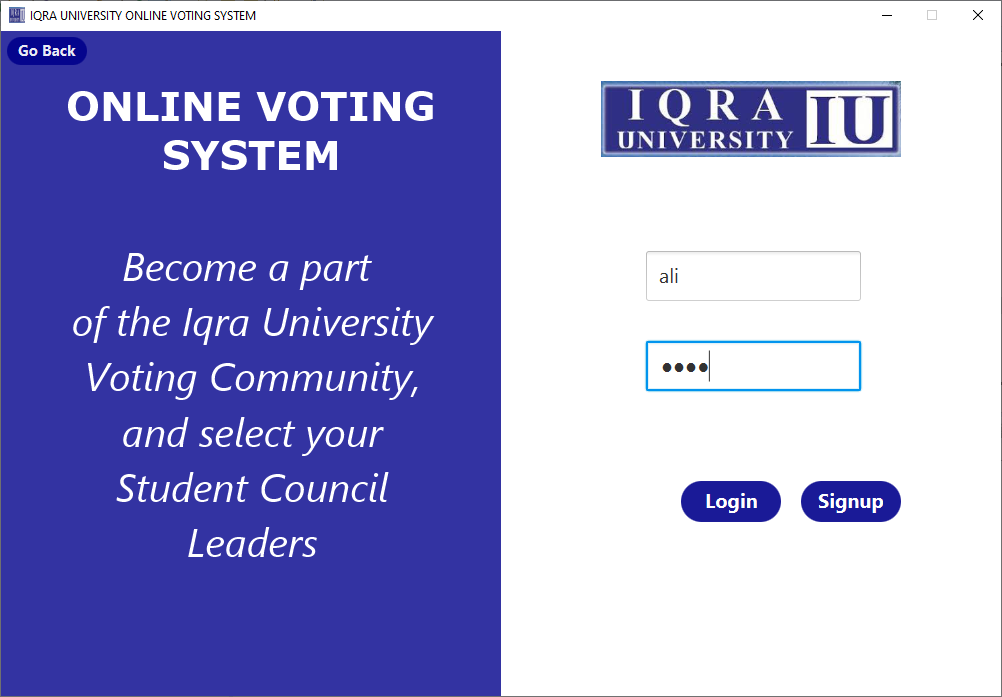 IQRA UNIVERSITY ONLINE VOTING SYSTEM
Go Back
ONLINE VOTING
SYSTEM
Become a part
of the Iqra University
Voting Community,
and select your
Student Council
Leaders
IQRA
UNIVERSITY
IU
ali
••••
Login
Signup